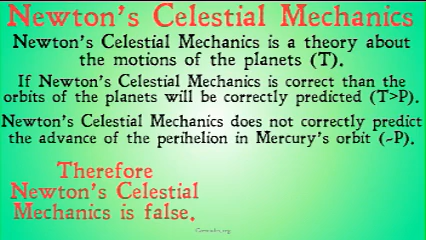 Newton's Celestial Mechanics
Newton's Celestial Mechanics is a theory about
the motions of the planets (T).
If Newton's Celestial Mechanics is correct than the
orbits of the planets will be correctly predicted (T>P).
Newton's Celestial Mechanics does not correctly predict
the advance of the perihelion in Mercury's orbit (~P).
Therefore
Newton's Celestial
Mechanics is false.